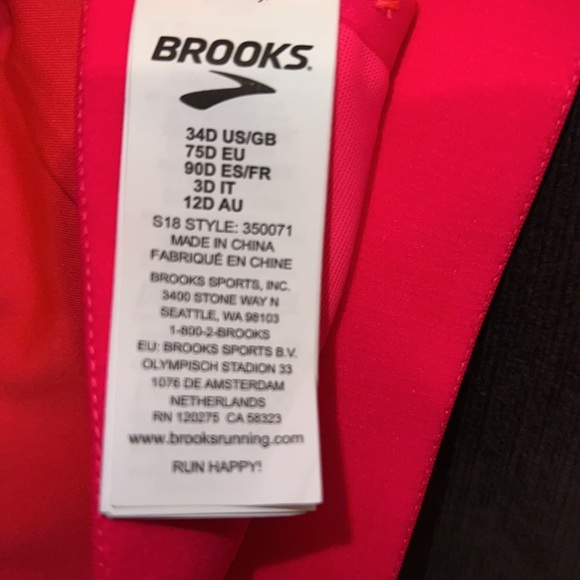 BROOKS®
34D US/GB
75D EU
90D ES/FR
3D IT
12D AU
S18 STYLE: 350071
MADE IN CHINA
FABRIQUÉ EN CHINE
BROOKS SPORTS, INC.
3400 STONE WAY N
SEATTLE, WA 98103
1-800-2-BROOKS
EU: BROOKS SPORTS B.V.
OLYMPISCH STADION 33
1076 DE AMSTERDAM
NETHERLANDS
RN 120275 CA 58323
www.brooksrunning.com
RUN HAPPY!